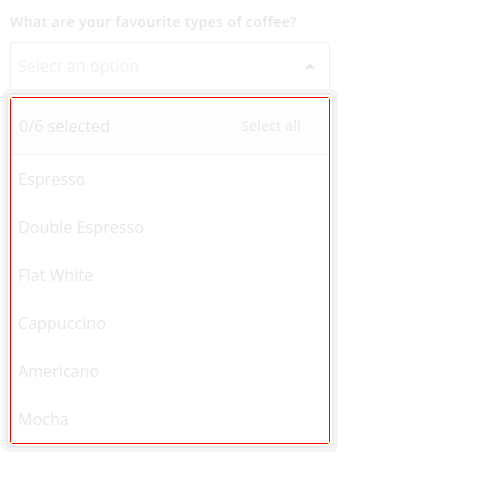 What are your favourite types of coffee?
Select an option
0/6 selected Select all
Espresso
Double Espresso
Flat White
Cappuccino
Americano
Mocha